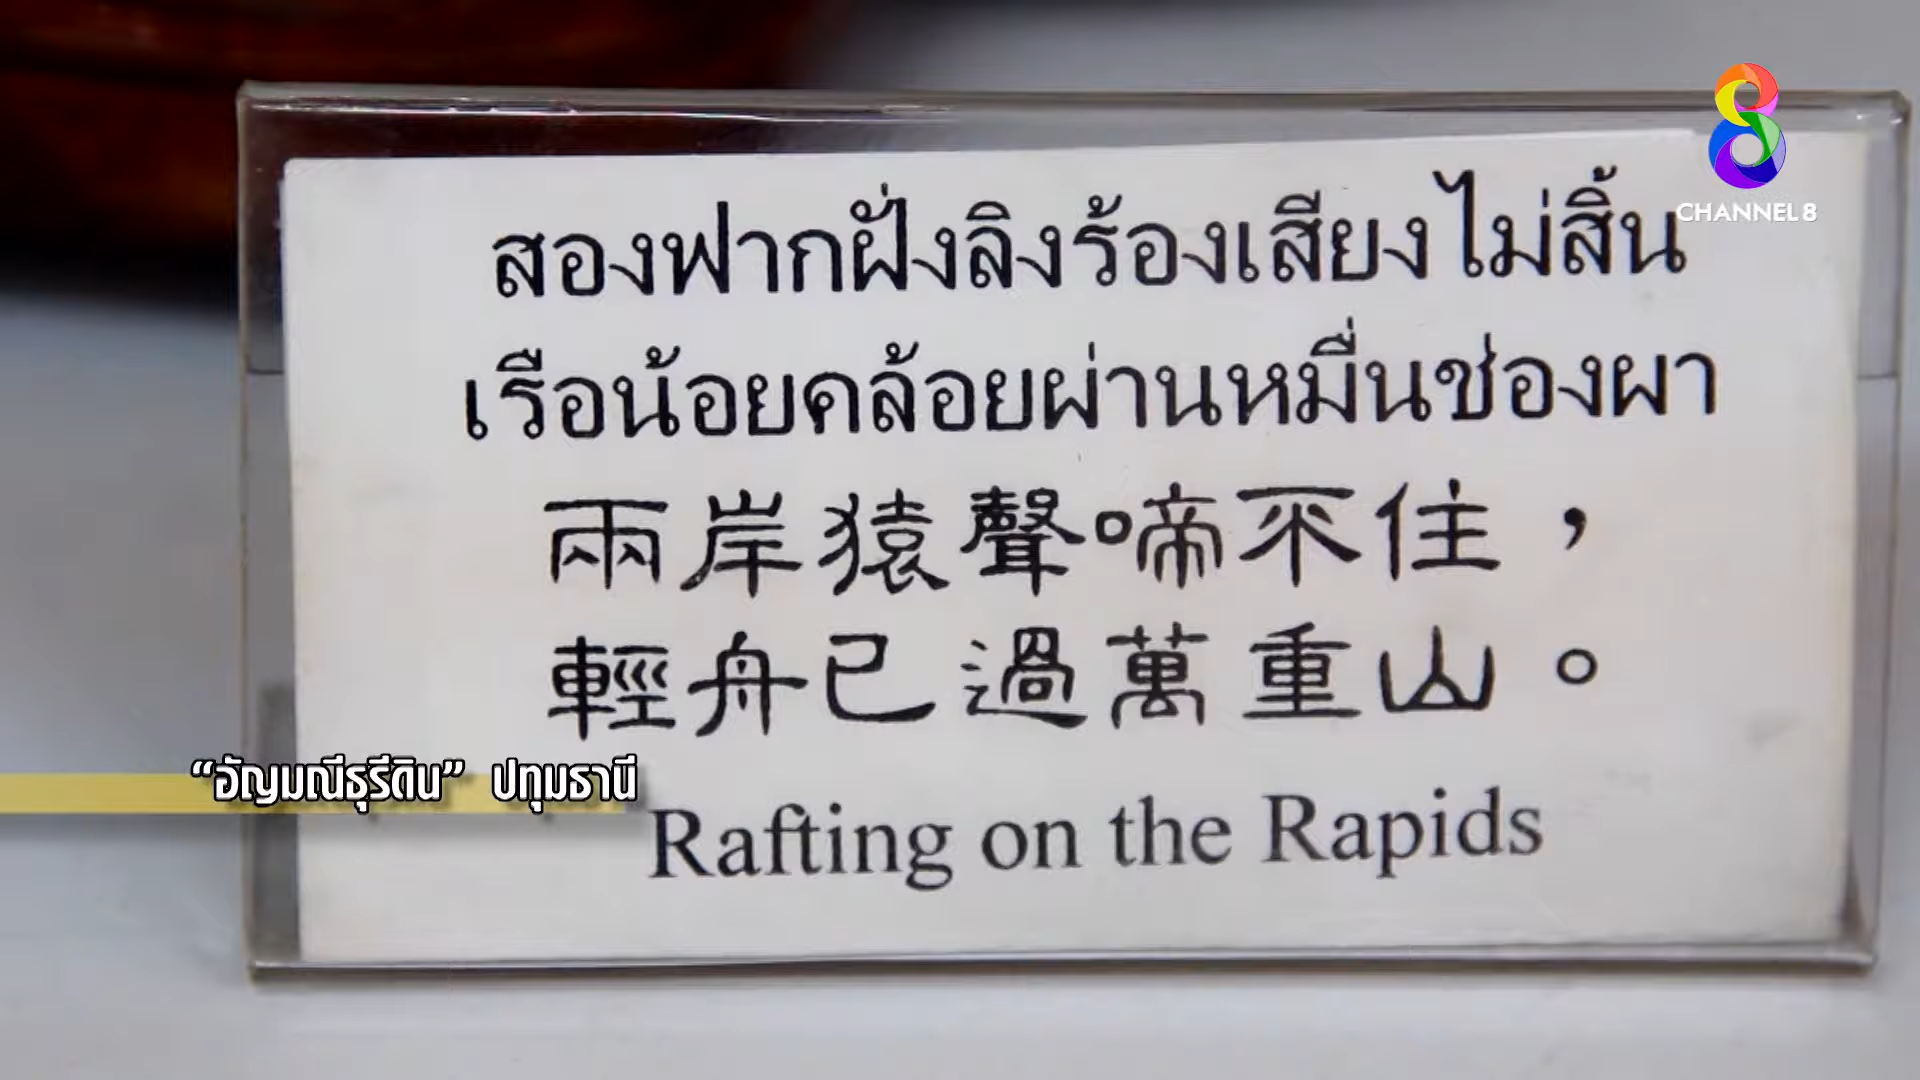 CHANNEL 8
สองฟากฝั่งลิงร้องเสียงไม่สิ้น
เรือน้อยคล้อยผ่านหมื่นช่องผา
兩岸猿聲啼不住，
輕舟已過萬重山。
“อัญมณีธุรีดิน” ปทุมธานี
Rafting on the Rapids